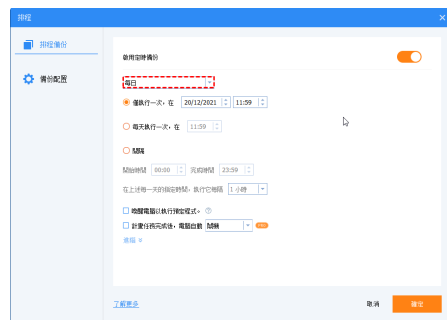 排程
排程備份
備份配置
啟用定時備份
每日
僅執行一次，在 20/12/2021 11:59
每天執行一次，在 11:59
間隔
開始時間 00:00 完成時間 23:59
在上述每一天的指定時間，執行它每隔 1 小時
喚醒電腦以執行預定程式。
計畫任務完成後，電腦自動 關機
進階
了解更多
取消
確定